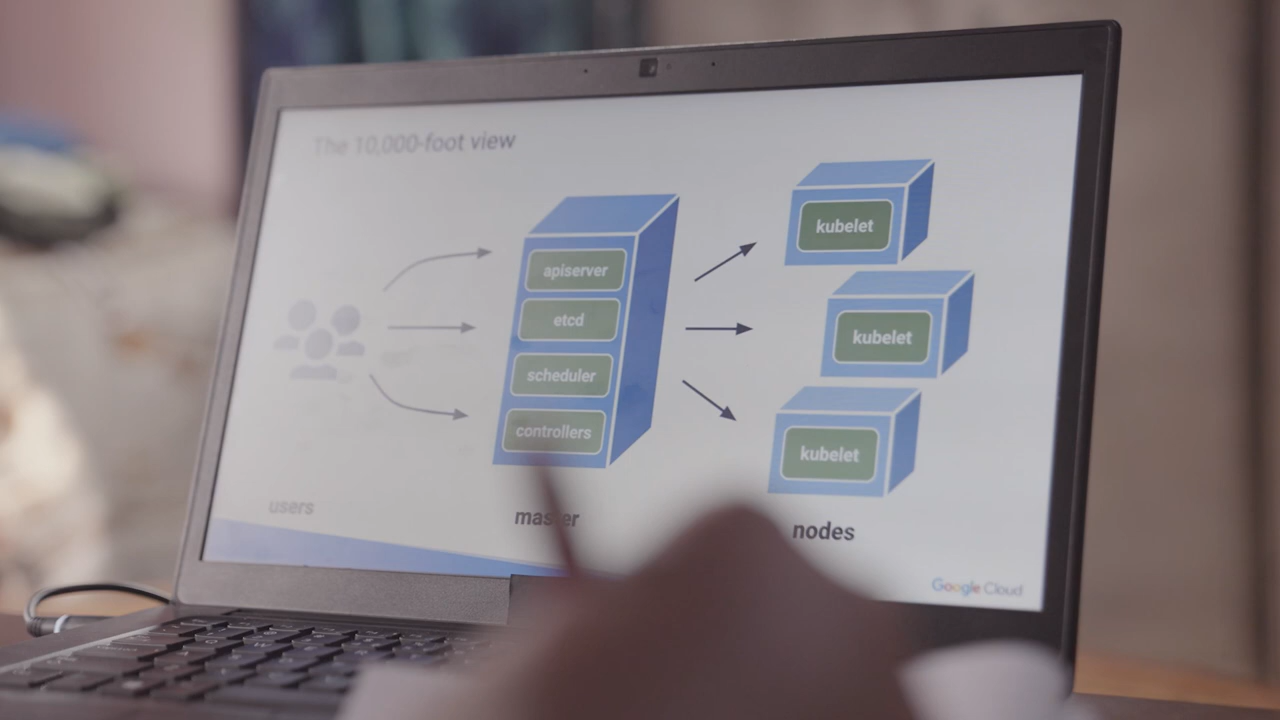 The 10,000-foot view
apiserver
etcd
scheduler
controllers
kubelet
kubelet
kubelet
users
master
nodes
Google Cloud